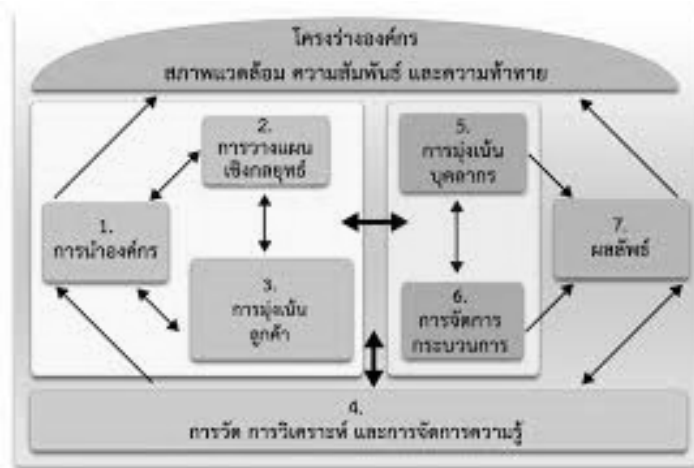 โครงร่างองค์กร
สภาพแวดล้อม ความสัมพันธ์ และความท้าทาย
1.
การนำองค์กร
2.
การวางแผน
เชิงกลยุทธ์
3.
การมุ่งเน้น
ลูกค้า
5.
การมุ่งเน้น
บุคลากร
6.
การจัดการ
กระบวนการ
7.
ผลลัพธ์
4.
การวัด การวิเคราะห์ และการจัดการความรู้